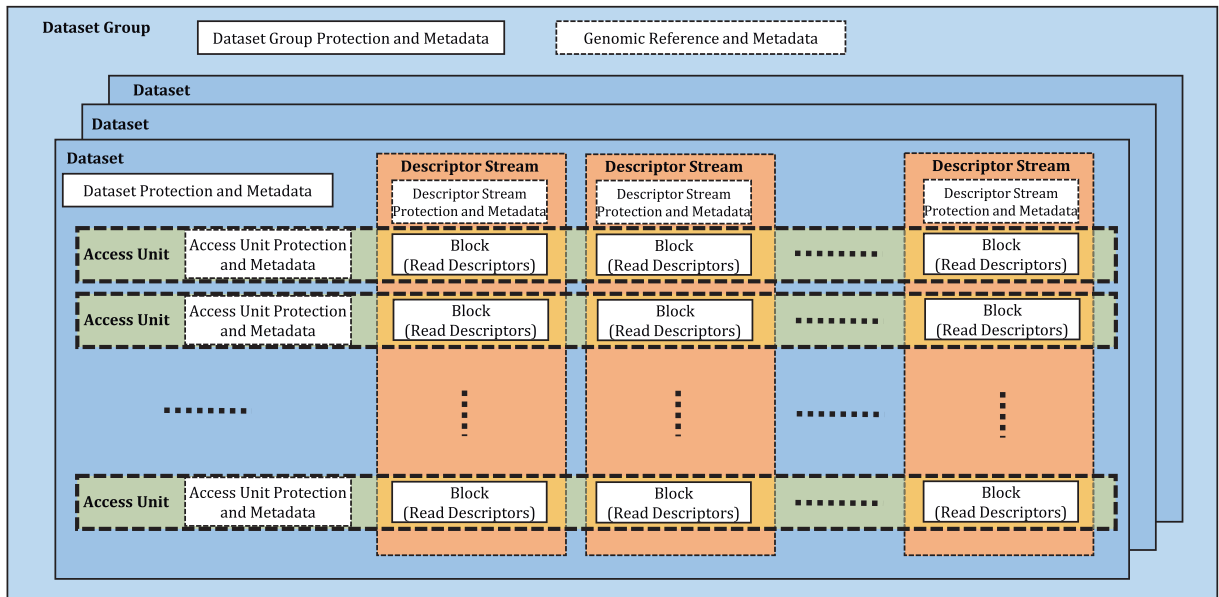 Dataset Group
Dataset Group Protection and Metadata
Genomic Reference and Metadata
Dataset
Dataset
Dataset
Dataset Protection and Metadata
Descriptor Stream
Descriptor Stream
Protection and Metadata
Descriptor Stream
Descriptor Stream
Protection and Metadata
Descriptor Stream
Descriptor Stream
Protection and Metadata
Access Unit
Access Unit Protection
and Metadata
Block
(Read Descriptors)
Block
(Read Descriptors)
Block
(Read Descriptors)
Access Unit
Access Unit Protection
and Metadata
Block
(Read Descriptors)
Block
(Read Descriptors)
Block
(Read Descriptors)
Access Unit
Access Unit Protection
and Metadata
Block
(Read Descriptors)
Block
(Read Descriptors)
Block
(Read Descriptors)